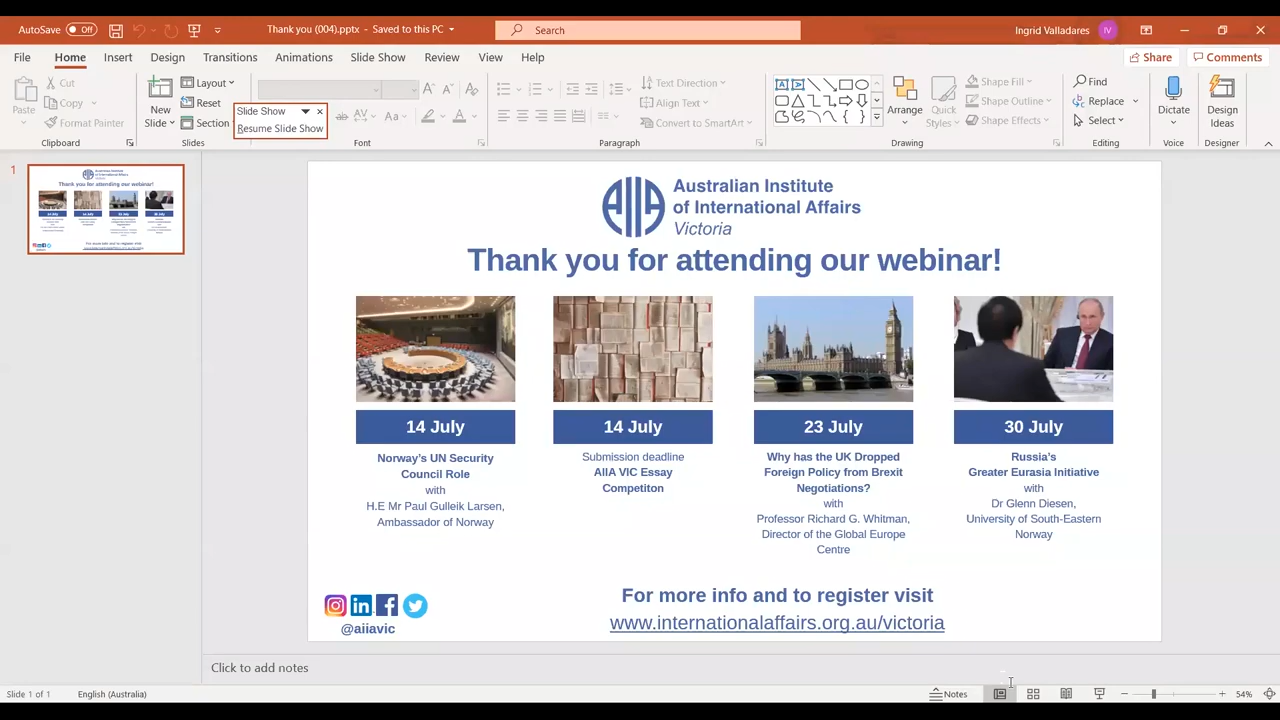 AutoSave Off
Thank you (004).pptx - Saved to this PC
Search
Ingrid Valladares IV
File Home Insert Design Transitions Animations Slide Show Review View Help
Share Comments
Paste
Cut
Copy
Format Painter
Clipboard
New
Slide
Layout
Reset
Section
Slides
Slide Show
Resume Slide Show
Font
Text Direction
Align Text
Convert to SmartArt
Paragraph
Arrange
Quick
Styles
Shape Fill
Shape Outline
Shape Effects
Drawing
Find
Replace
Select
Editing
Dictate
Voice
Design
Ideas
Designer
1
AIIA
Australian Institute
of International Affairs
Victoria
Thank you for attending our webinar!
14 July
Norway's UN Security
Council Role
with
H.E Mr Paul Gulleik Larsen,
Ambassador of Norway
14 July
Submission deadline
AIIA VIC Essay
Competiton
23 July
Why has the UK Dropped
Foreign Policy from Brexit
Negotiations?
with
Professor Richard G. Whitman,
Director of the Global Europe
Centre
30 July
Russia's
Greater Eurasia Initiative
with
Dr Glenn Diesen,
University of South-Eastern
Norway
@aiiavic
For more info and to register visit
www.internationalaffairs.org.au/victoria
Click to add notes
Slide 1 of 1
English (Australia)
Notes
54%